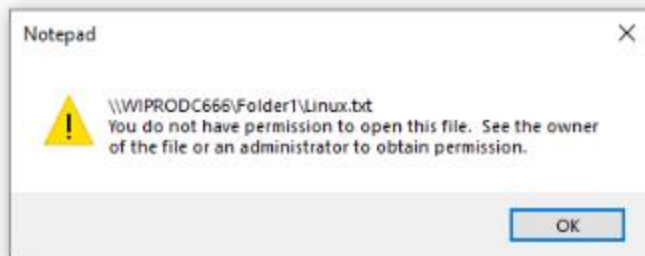 Notepad
\\WIPRODC666\Folder1\Linux.txt
You do not have permission to open this file.  See the owner
of the file or an administrator to obtain permission.
OK